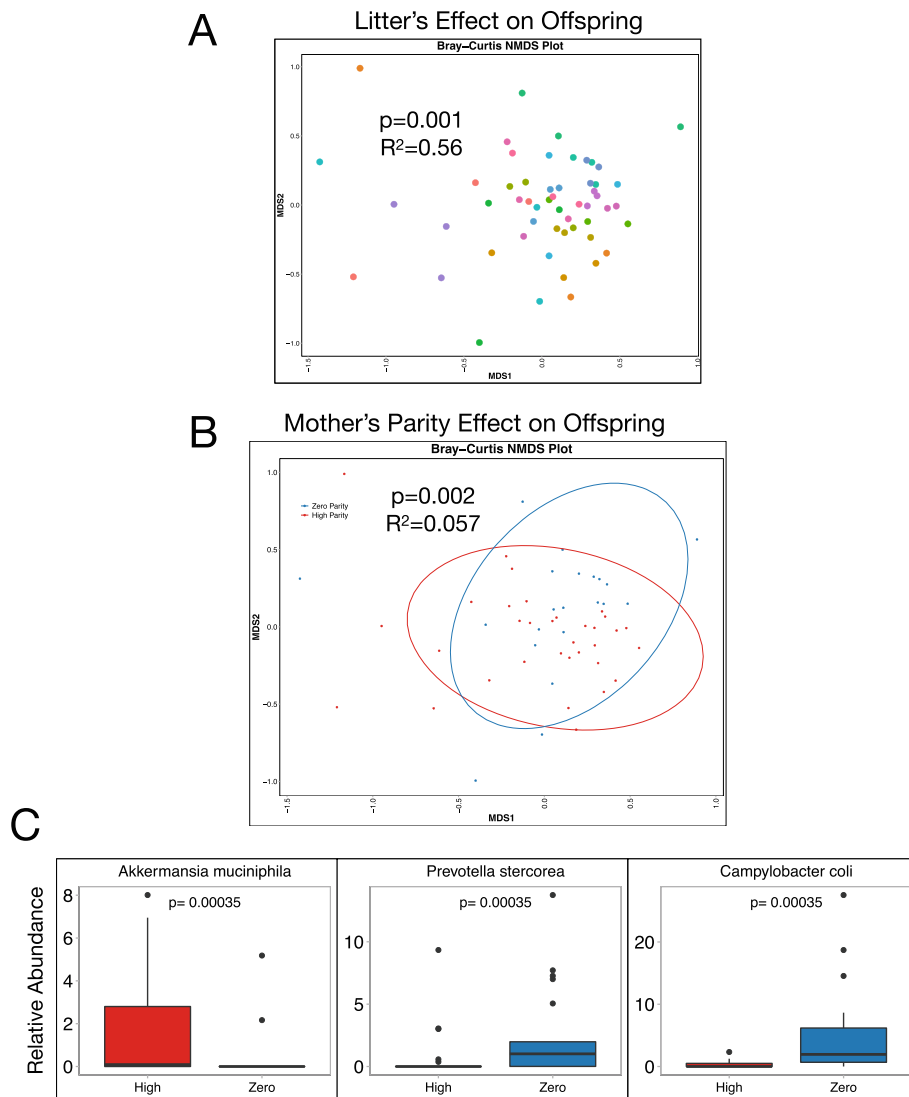 A
Litter's Effect on Offspring
Bray−Curtis NMDS Plot
p=0.001
R²=0.56
1.0
0.5
0.0
−0.5
−1.0
MDS2
−1.5
−1.0
−0.5
0.0
0.5
1.0
MDS1
B
Mother's Parity Effect on Offspring
Bray−Curtis NMDS Plot
p=0.002
R²=0.057
Zero Parity
High Parity
1.0
0.5
0.0
−0.5
−1.0
MDS2
−1.5
−1.0
−0.5
0.0
0.5
1.0
MDS1
C
Relative Abundance
Akkermansia muciniphila
p= 0.00035
8
6
4
2
0
High Zero
Prevotella stercorea
p= 0.00035
10
5
0
High Zero
Campylobacter coli
p= 0.00035
20
10
0
High Zero